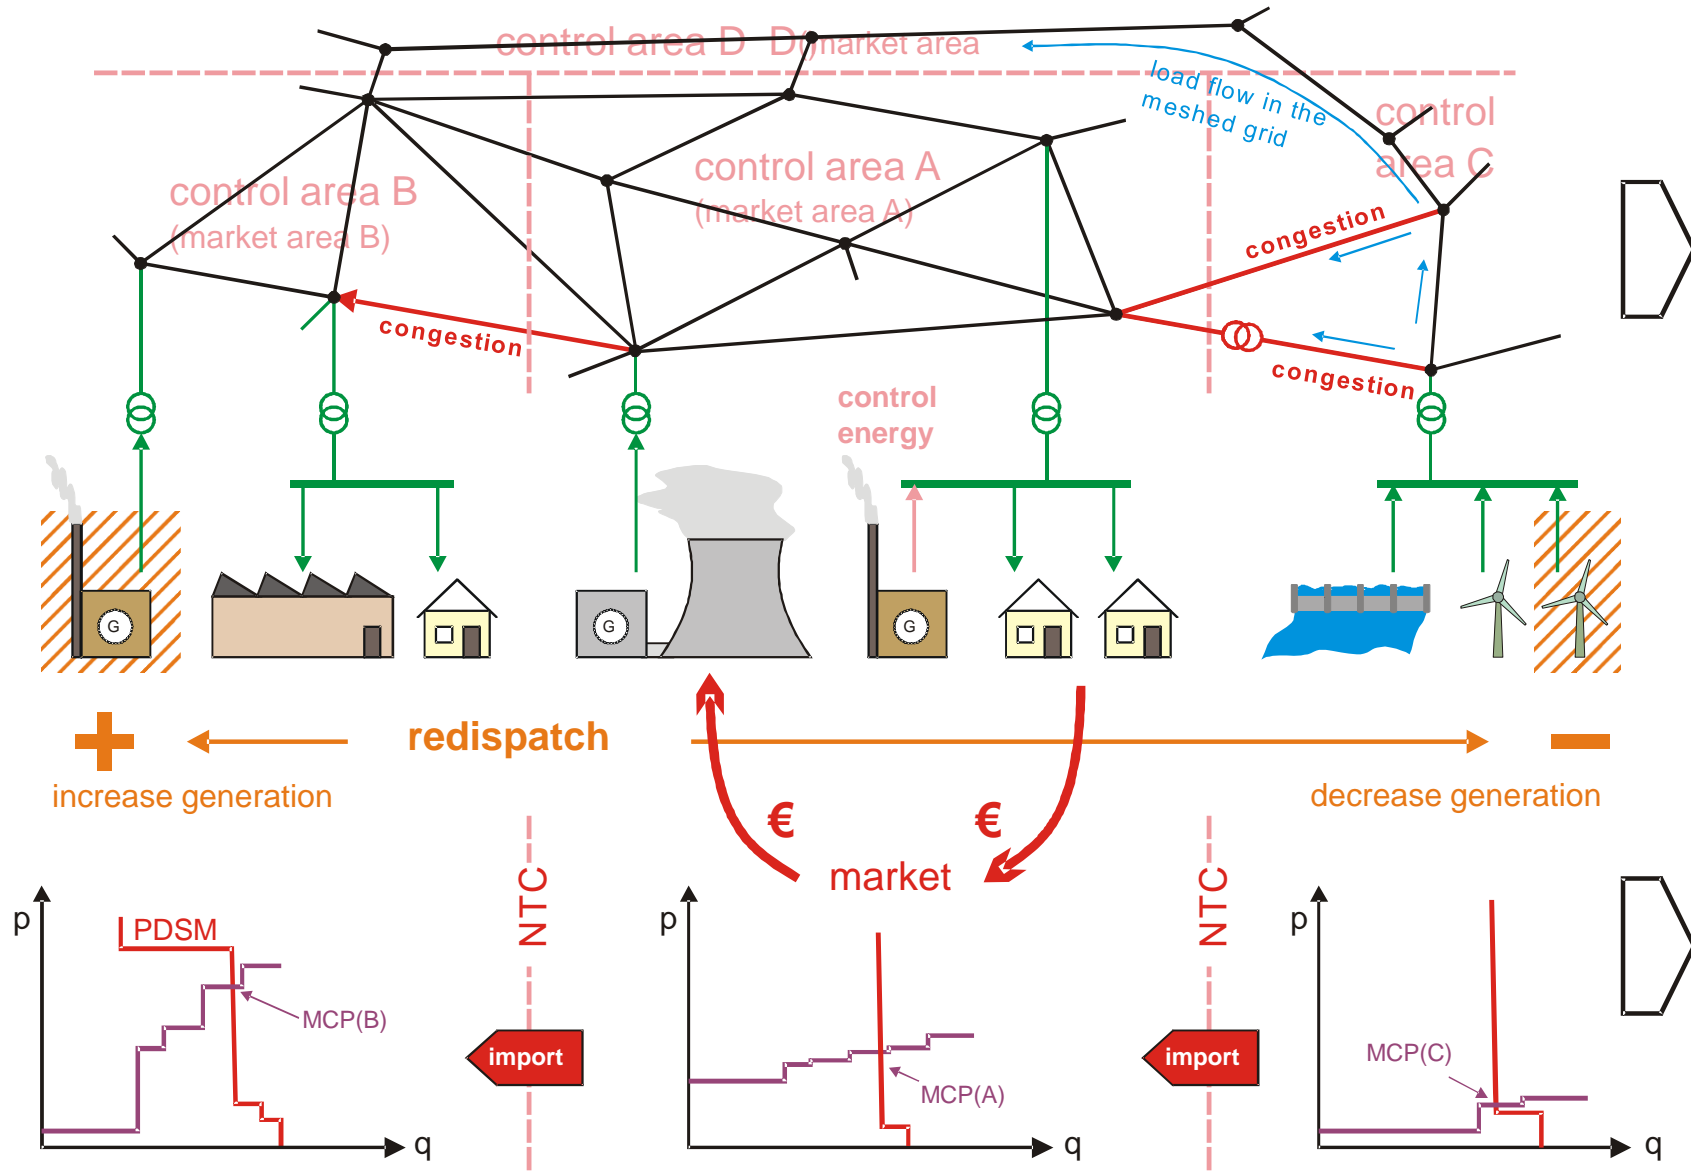 control area D D()market area
load flow in the
meshed grid
control
area C
control area A
(market area A)
control area B
(market area B)
congestion
congestion
congestion
control
energy
G
G
G
redispatch
increase generation
decrease generation
€
€
market
NTC
NTC
p
PDSM
MCP(B)
q
import
p
MCP(A)
q
import
p
MCP(C)
q